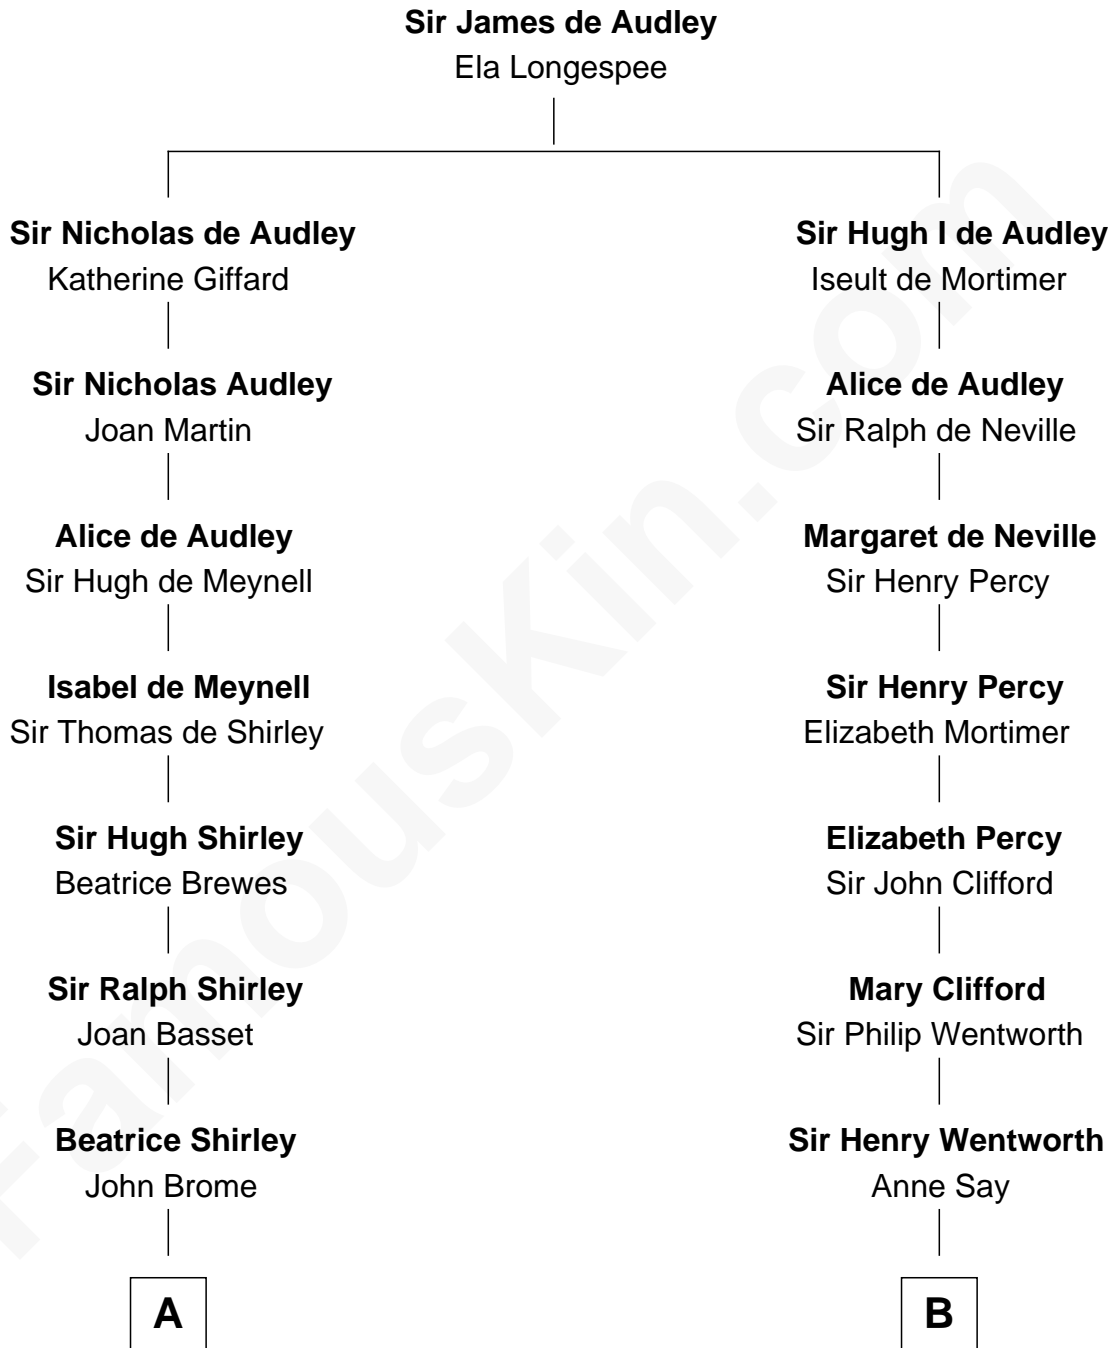 Sir James de Audley
Ela Longespee
Sir Nicholas de Audley
Katherine Giffard
Sir Nicholas Audley
Joan Martin
Alice de Audley
Sir Hugh de Meynell
Isabel de Meynell
Sir Thomas de Shirley
Sir Hugh Shirley
Beatrice Brewes
Sir Ralph Shirley
Joan Basset
Beatrice Shirley
John Brome
A
Sir Hugh I de Audley
Iseult de Mortimer
Alice de Audley
Sir Ralph de Neville
Margaret de Neville
Sir Henry Percy
Sir Henry Percy
Elizabeth Mortimer
Elizabeth Percy
Sir John Clifford
Mary Clifford
Sir Philip Wentworth
Sir Henry Wentworth
Anne Say
B
FamousKin.com